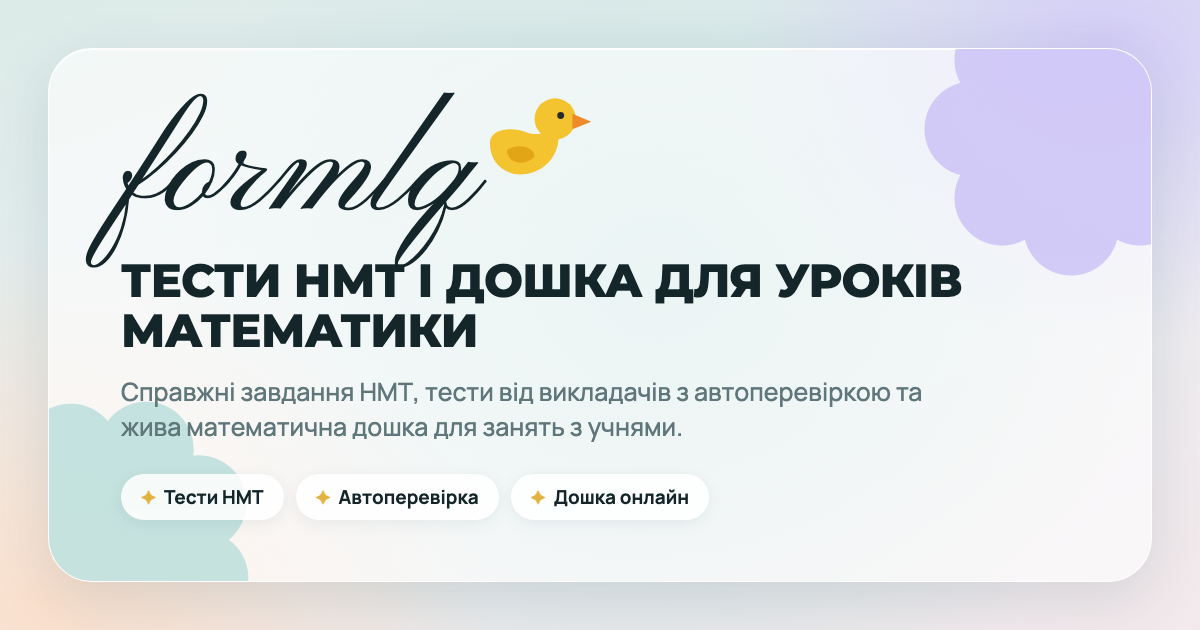 formlq
ТЕСТИ НМТ І ДОШКА ДЛЯ УРОКІВ
МАТЕМАТИКИ
Справжні завдання НМТ, тести від викладачів з автоперевіркою та
жива математична дошка для занять з учнями.
Тести НМТ
Автоперевірка
Дошка онлайн